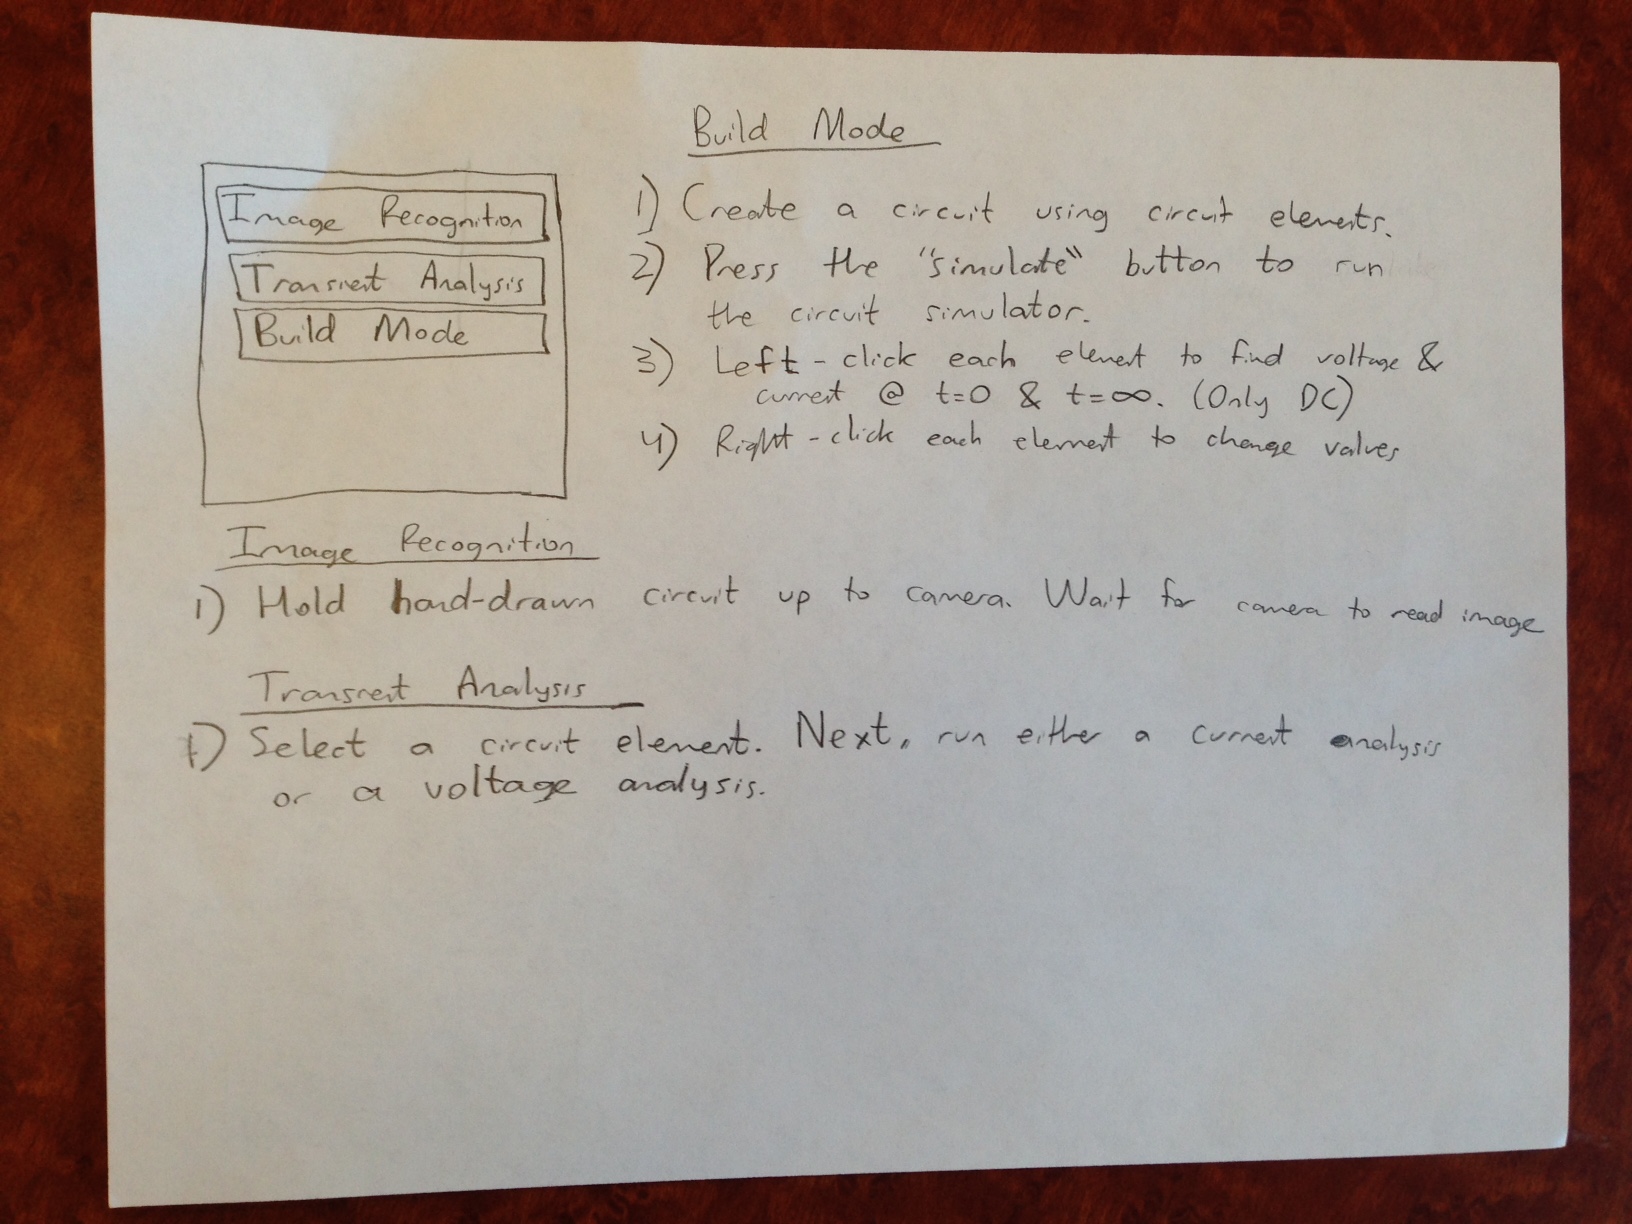 Image Recognition
Transient Analysis
Build Mode
Build Mode
1) Create a circuit using circuit elements.
2) Press the "simulate" button to run
the circuit simulator.
3) Left-click each element to find voltage &
current @ t=0 & t=∞. (Only DC)
4) Right-click each element to change values
Image Recognition
1) Hold hand-drawn circuit up to camera. Wait for camera to read image
Transient Analysis
1) Select a circuit element. Next, run either a current analysis
or a voltage analysis.